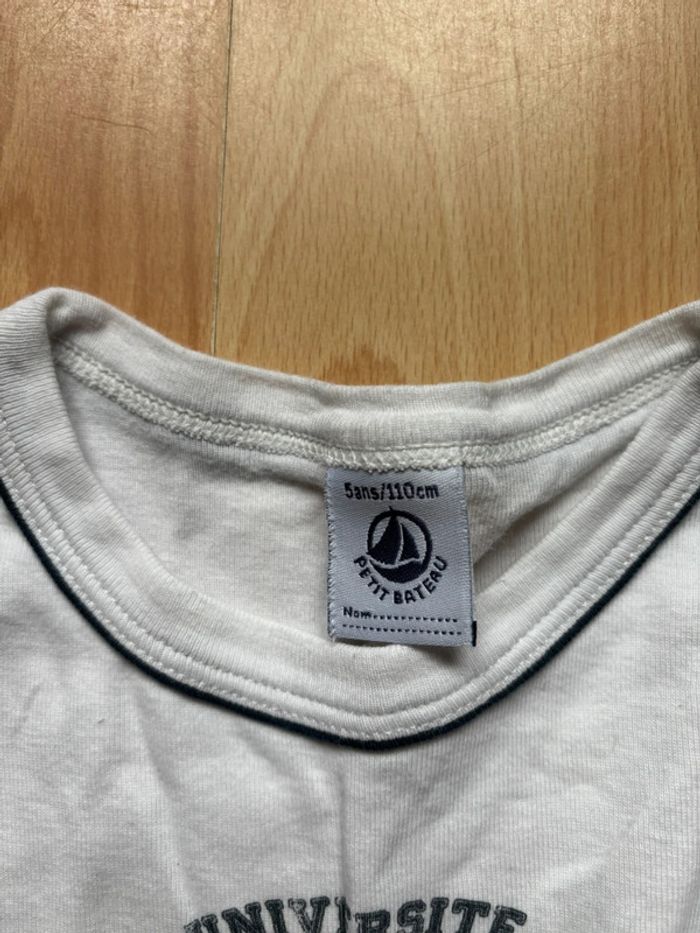 5ans/110cm
PETIT BATEAU
Nom..................
UNIVERSITE